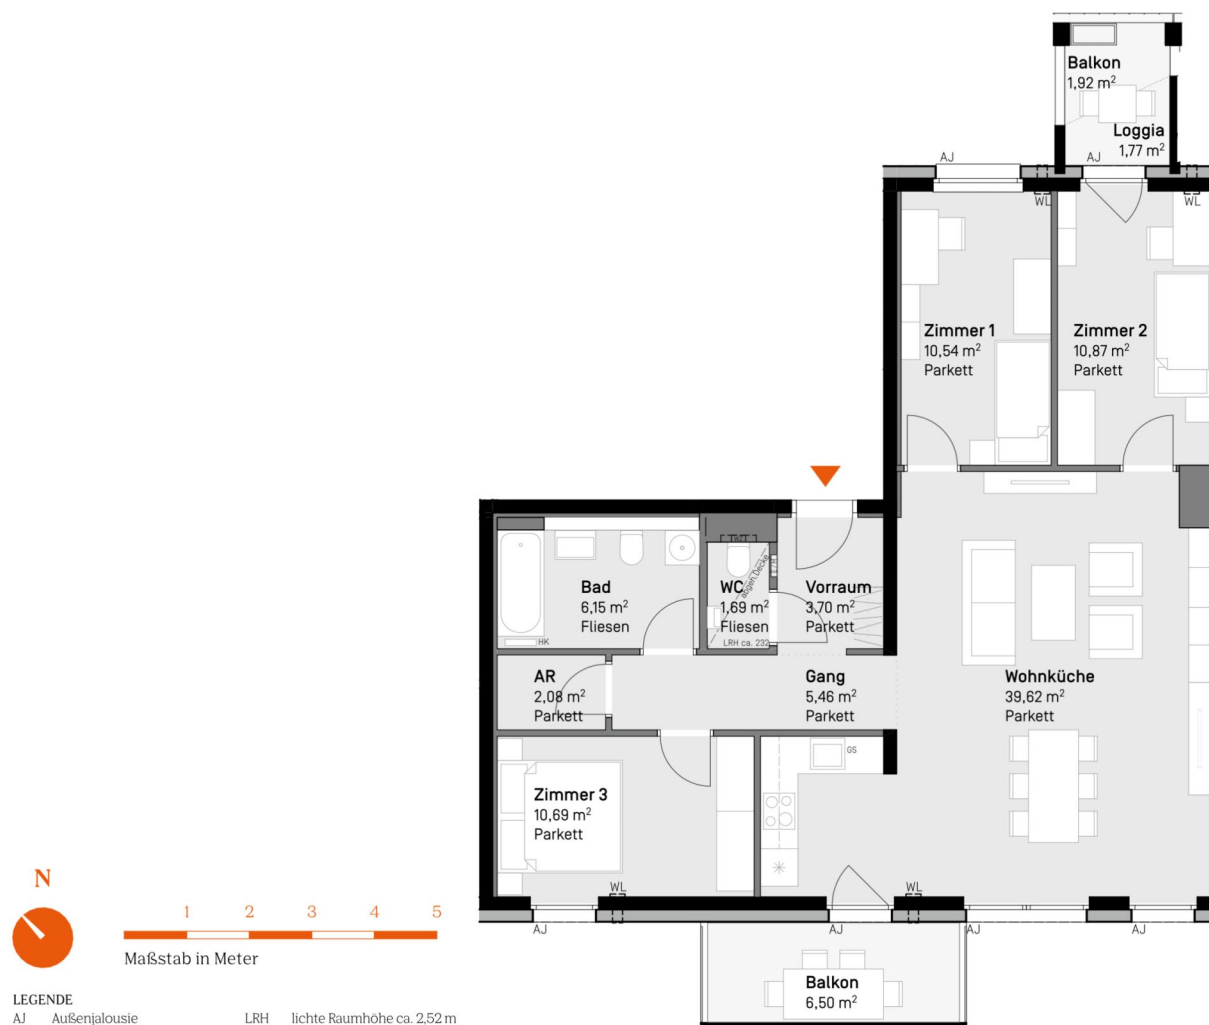 Balkon
1,92 m²
Loggia
1,77 m²
AJ
AJ
WL
WL
Zimmer 1
10,54 m²
Parkett
Zimmer 2
10,87 m²
Parkett
Bad
6,15 m²
Fliesen
HK
WC
1,69 m²
Fliesen
LRH ca. 232
abgeh.Decke
Vorraum
3,70 m²
Parkett
AR
2,08 m²
Parkett
Gang
5,46 m²
Parkett
Wohnküche
39,62 m²
Parkett
GS
Zimmer 3
10,69 m²
Parkett
WL
WL
AJ
AJ
AJ
AJ
Balkon
6,50 m²
N
1 2 3 4 5
Maßstab in Meter
LEGENDE
AJ Außenjalousie LRH lichte Raumhöhe ca. 2,52 m